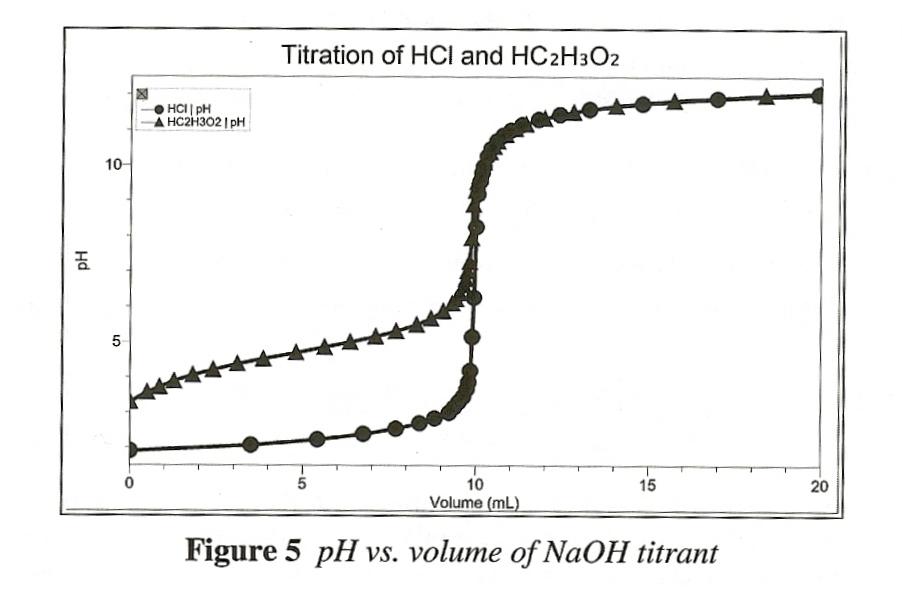 Titration of HCl and HC2H3O2
HCl | pH
HC2H3O2 | pH
10
pH
5
0 5 10 15 20
Volume (mL)
Figure 5 pH vs. volume of NaOH titrant